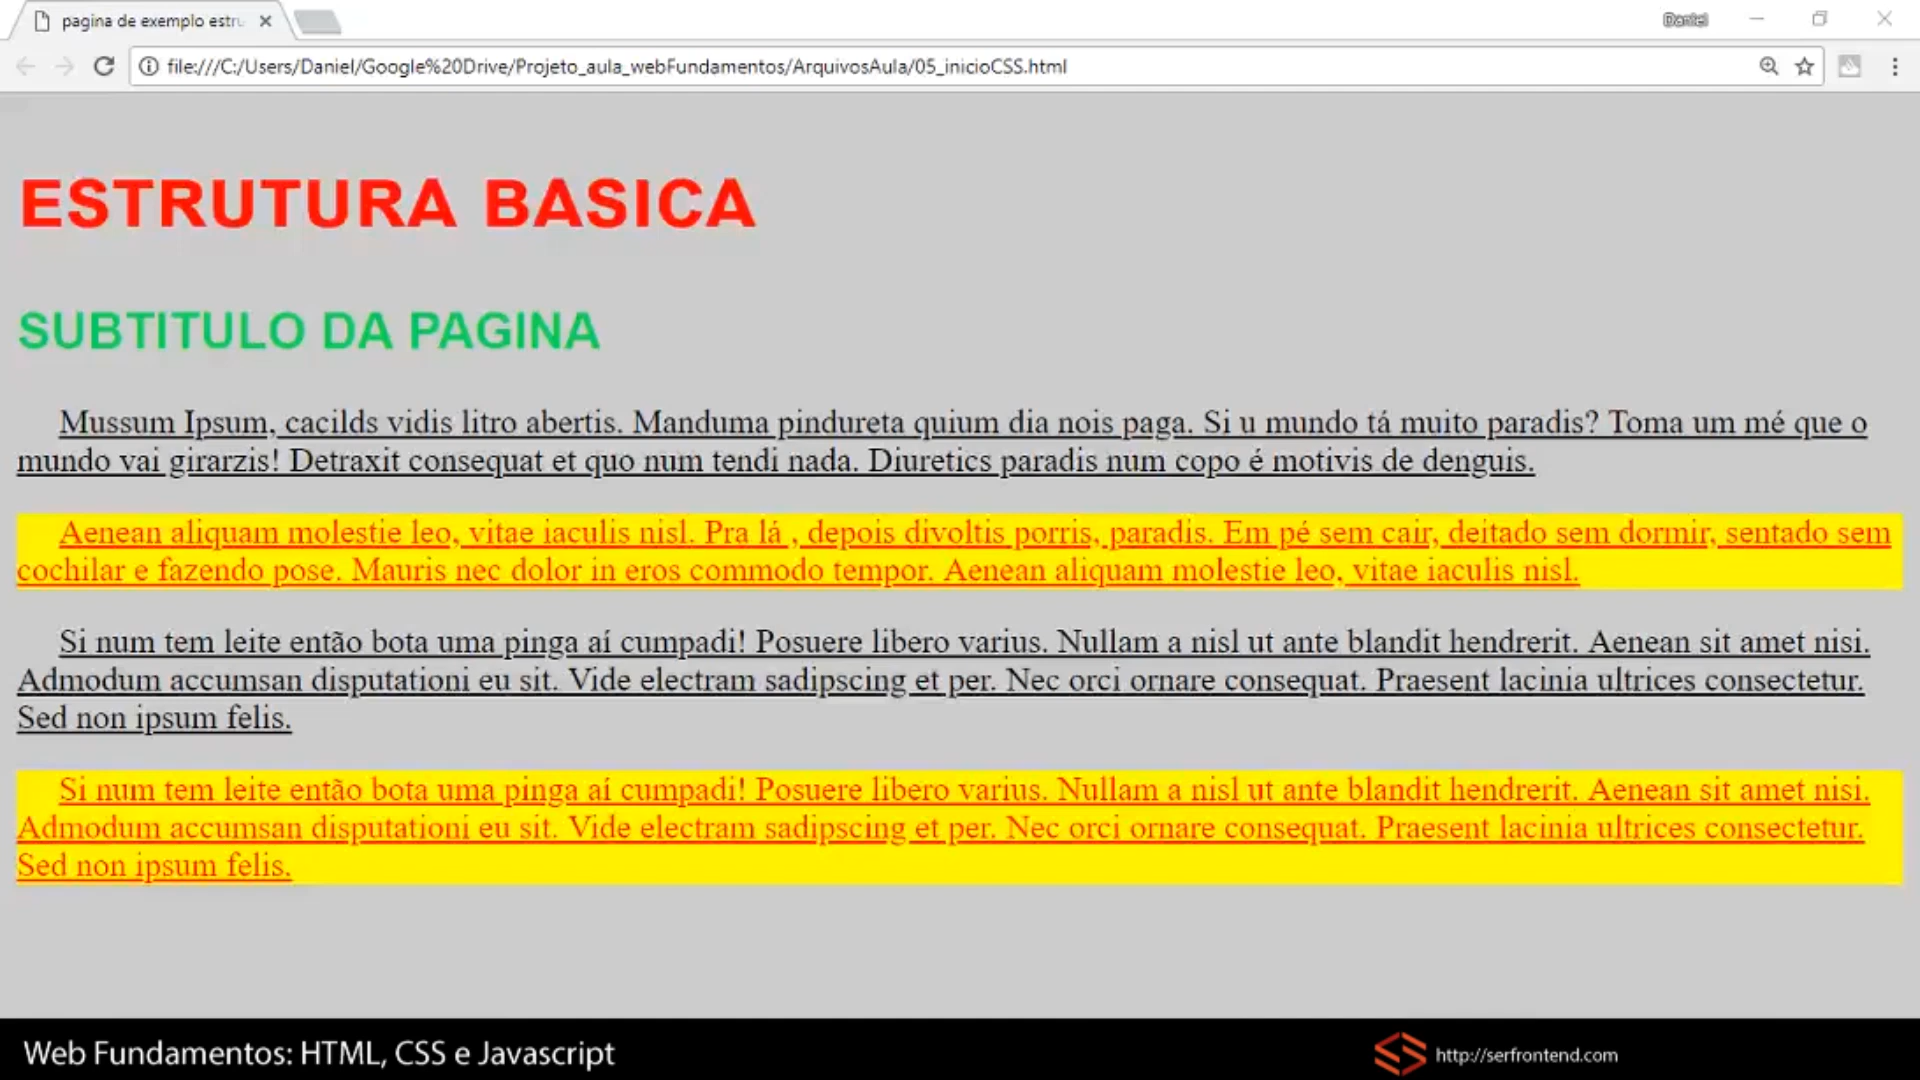 pagina de exemplo estru
Daniel
file:///C:/Users/Daniel/Google%20Drive/Projeto_aula_webFundamentos/ArquivosAula/05_inicioCSS.html
ESTRUTURA BASICA
SUBTITULO DA PAGINA
Mussum Ipsum, cacilds vidis litro abertis. Manduma pindureta quium dia nois paga. Si u mundo tá muito paradis? Toma um mé que o
mundo vai girarzis! Detraxit consequat et quo num tendi nada. Diuretics paradis num copo é motivis de denguis.
Aenean aliquam molestie leo, vitae iaculis nisl. Pra lá , depois divoltis porris, paradis. Em pé sem cair, deitado sem dormir, sentado sem
cochilar e fazendo pose. Mauris nec dolor in eros commodo tempor. Aenean aliquam molestie leo, vitae iaculis nisl.
Si num tem leite então bota uma pinga aí cumpadi! Posuere libero varius. Nullam a nisl ut ante blandit hendrerit. Aenean sit amet nisi.
Admodum accumsan disputationi eu sit. Vide electram sadipscing et per. Nec orci ornare consequat. Praesent lacinia ultrices consectetur.
Sed non ipsum felis.
Si num tem leite então bota uma pinga aí cumpadi! Posuere libero varius. Nullam a nisl ut ante blandit hendrerit. Aenean sit amet nisi.
Admodum accumsan disputationi eu sit. Vide electram sadipscing et per. Nec orci ornare consequat. Praesent lacinia ultrices consectetur.
Sed non ipsum felis.
Web Fundamentos: HTML, CSS e Javascript
http://serfrontend.com